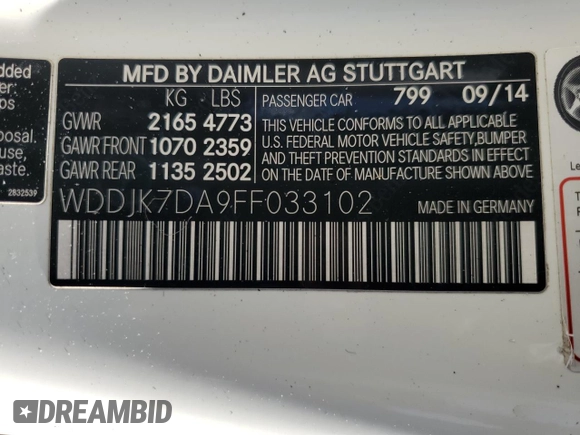 dded
er:
ps
posal.
use,
te.
2832539
MFD BY DAIMLER AG STUTTGART
KG LBS
GVWR 2165 4773
GAWR FRONT 1070 2359
GAWR REAR 1135 2502
PASSENGER CAR 799 09/14
THIS VEHICLE CONFORMS TO ALL APPLICABLE
U.S. FEDERAL MOTOR VEHICLE SAFETY,BUMPER
AND THEFT PREVENTION STANDARDS IN EFFECT
ON THE DATE OF MANUFACTURE SHOWN ABOVE
WDDJK7DA9FF033102
MADE IN GERMANY
DREAMBID